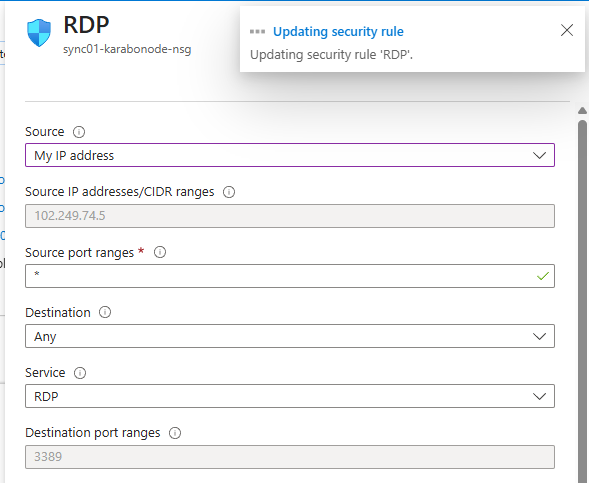 RDP
sync01-karabonode-nsg
Updating security rule
Updating security rule 'RDP'.
Source
My IP address
Source IP addresses/CIDR ranges
102.249.74.5
Source port ranges *
*
Destination
Any
Service
RDP
Destination port ranges
3389